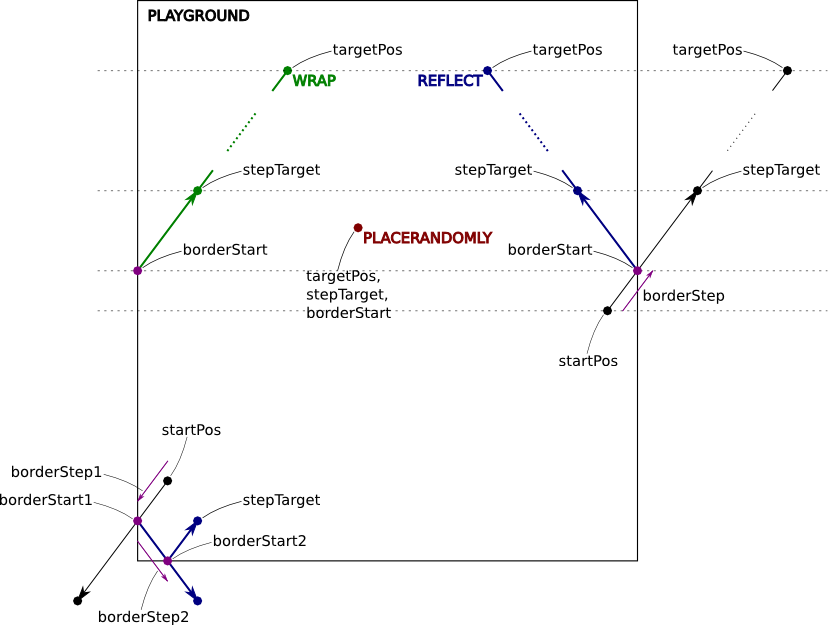 PLAYGROUND
targetPos
targetPos
targetPos
WRAP
REFLECT
stepTarget
stepTarget
stepTarget
PLACERANDOMLY
borderStart
borderStart
targetPos,
stepTarget,
borderStart
borderStep
startPos
startPos
borderStep1
borderStart1
stepTarget
borderStart2
borderStep2